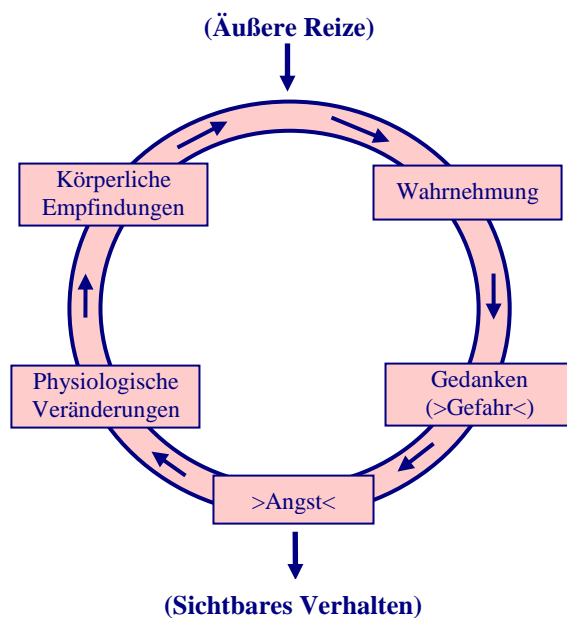 (Äußere Reize)
Körperliche
Empfindungen
Wahrnehmung
Physiologische
Veränderungen
Gedanken
(>Gefahr<)
>Angst<
(Sichtbares Verhalten)